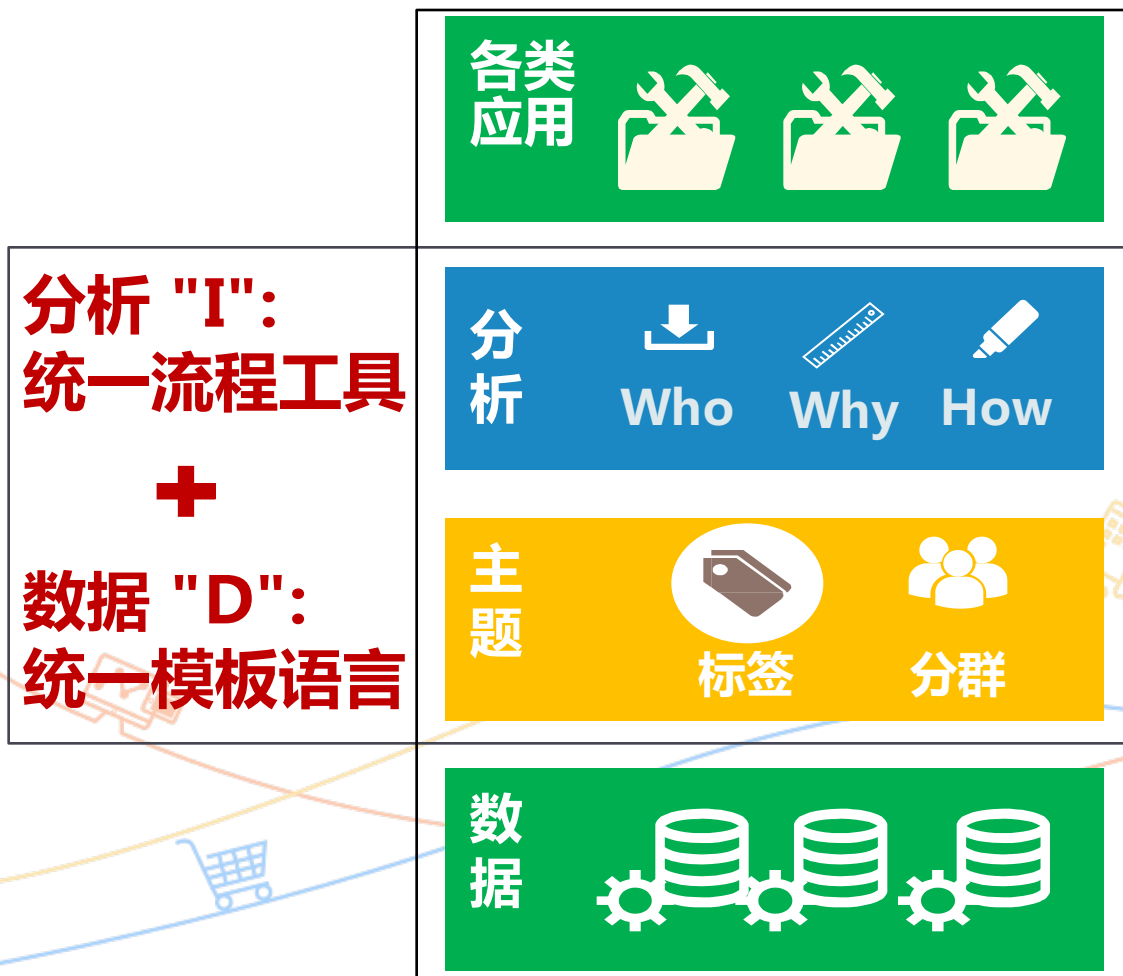 各类
应用
分析 "I":
统一流程工具
+
数据 "D":
统一模板语言
分
析
Who
Why
How
主
题
标签
分群
数
据